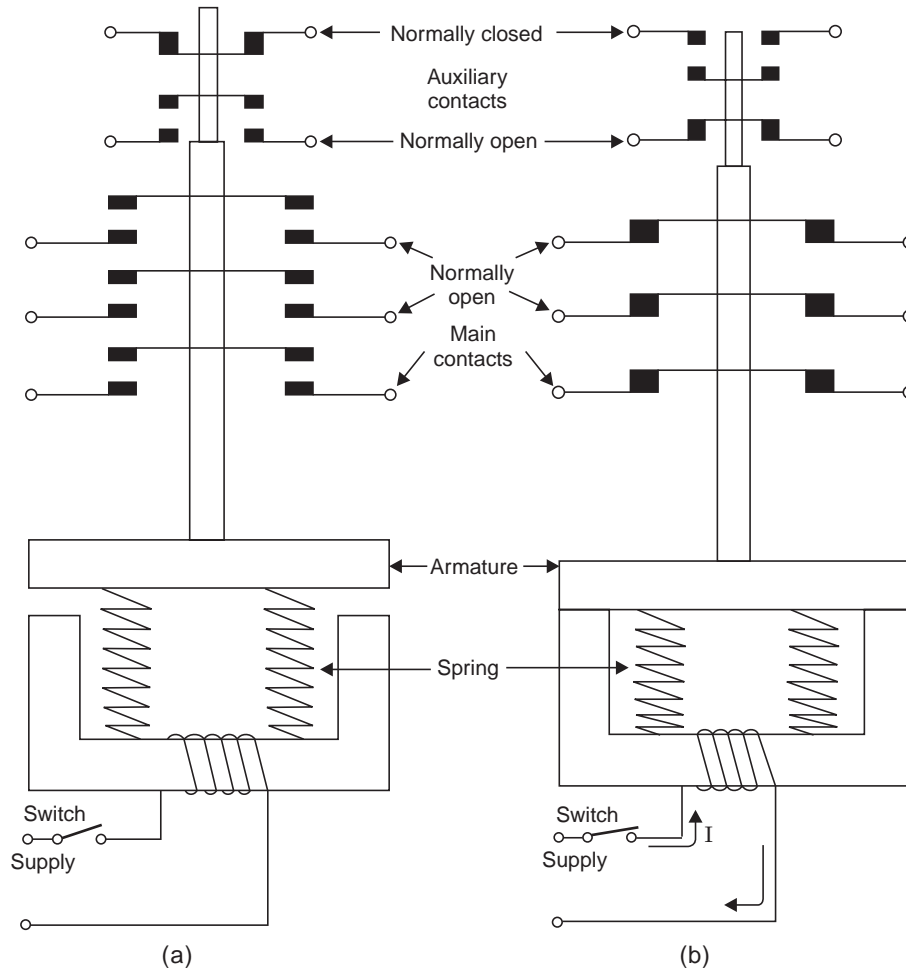 Normally closed
Auxiliary
contacts
Normally open
Normally
open
Main
contacts
Armature
Spring
Switch
Supply
Switch
Supply
I
(a)
(b)